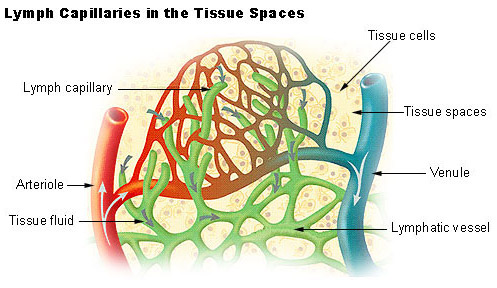 Lymph Capillaries in the Tissue Spaces
Tissue cells
Lymph capillary
Tissue spaces
Venule
Arteriole
Tissue fluid
Lymphatic vessel